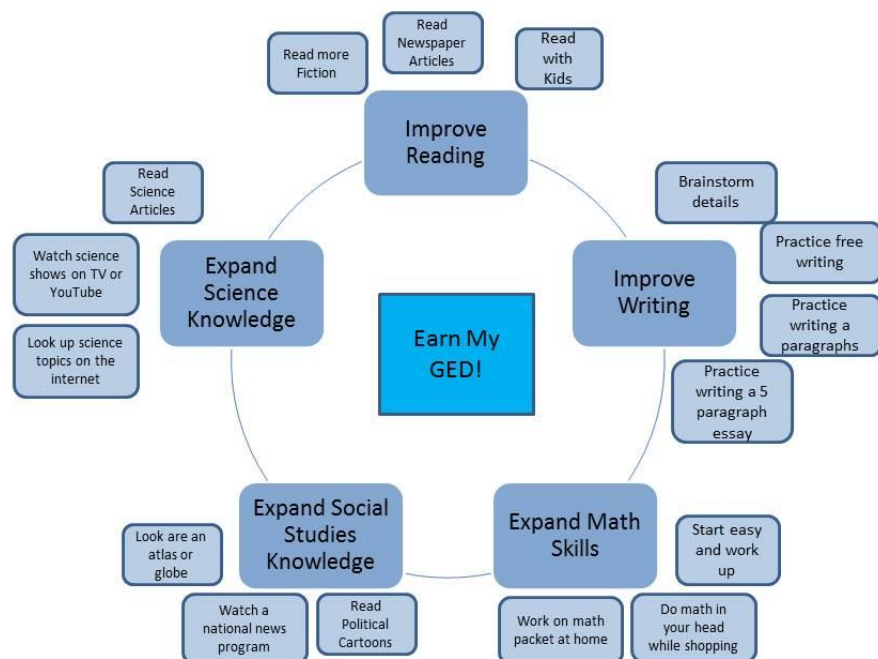 Read more
Fiction
Read
Newspaper
Articles
Read
with
Kids
Improve
Reading
Brainstorm
details
Practice free
writing
Practice
writing a
paragraphs
Practice
writing a 5
paragraph
essay
Improve
Writing
Read
Science
Articles
Watch science
shows on TV or
YouTube
Look up science
topics on the
internet
Expand
Science
Knowledge
Earn My
GED!
Expand Social
Studies
Knowledge
Look are an
atlas or
globe
Watch a
national news
program
Read
Political
Cartoons
Expand Math
Skills
Start easy
and work
up
Work on math
packet at home
Do math in
your head
while shopping